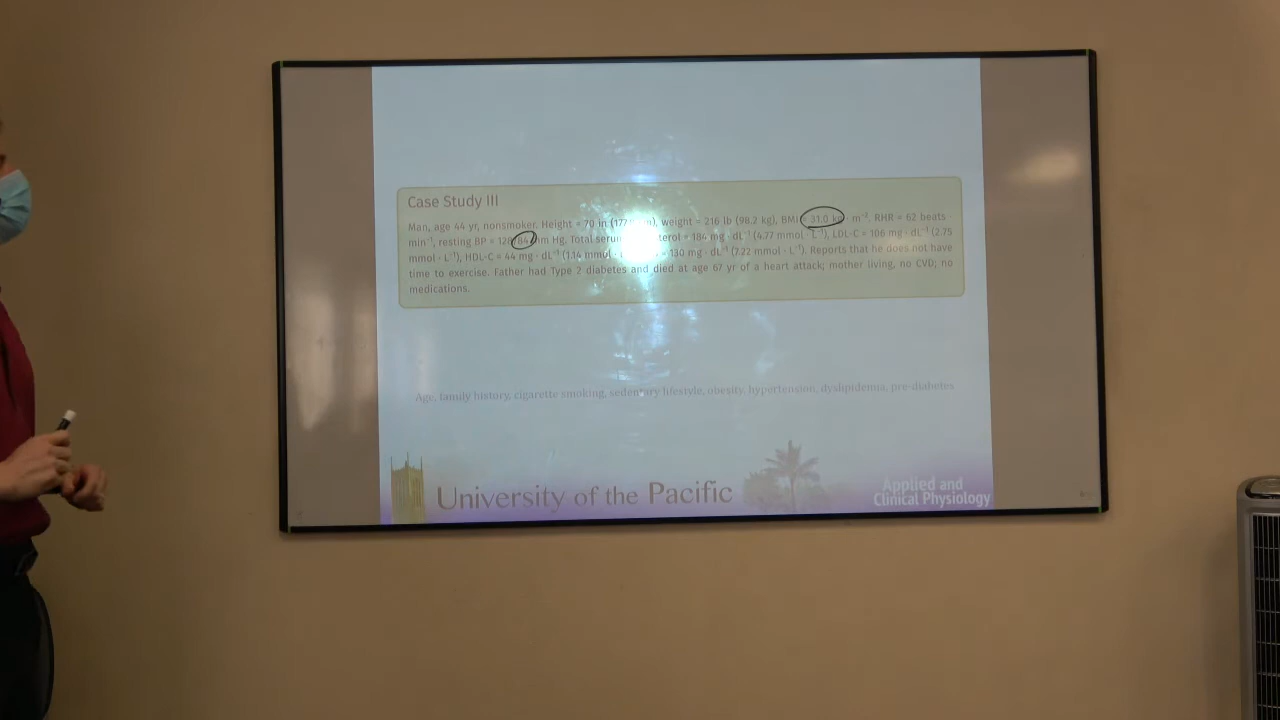 Case Study III
Man, age 44 yr, nonsmoker. Height = 70 in (177 m), weight = 216 lb (98.2 kg), BMI = 31.0 kg m⁻². RHR = 62 beats ·
min⁻¹, resting BP = 128/84 mm Hg. Total serum = 184 mg · dL⁻¹ (4.77 mmol · L⁻¹), LDL-C = 106 mg · dL⁻¹ (2.75
mmol · L⁻¹), HDL-C = 44 mg · dL⁻¹ (1.14 mmol · = 130 mg · dL⁻¹ (7.22 mmol · L⁻¹). Reports that he does not have
time to exercise. Father had Type 2 diabetes and died at age 67 yr of a heart attack; mother living, no CVD; no
medications.
Age, family history, cigarette smoking, sedentary lifestyle, obesity, hypertension, dyslipidemia, pre-diabetes
University of the Pacific
Applied and
Clinical Physiology